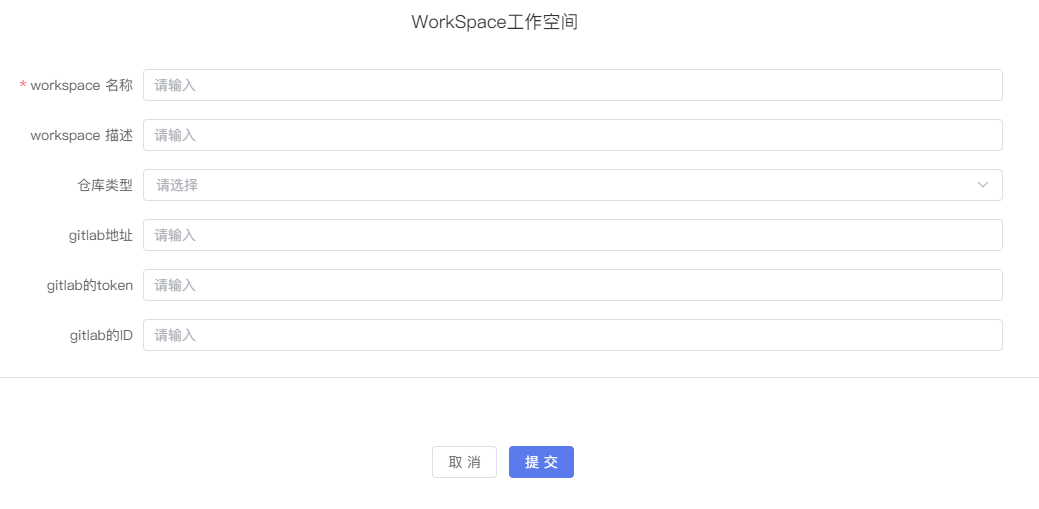 WorkSpace工作空间
* workspace 名称 请输入
workspace 描述 请输入
仓库类型 请选择
gitlab地址 请输入
gitlab的token 请输入
gitlab的ID 请输入
取 消 提 交